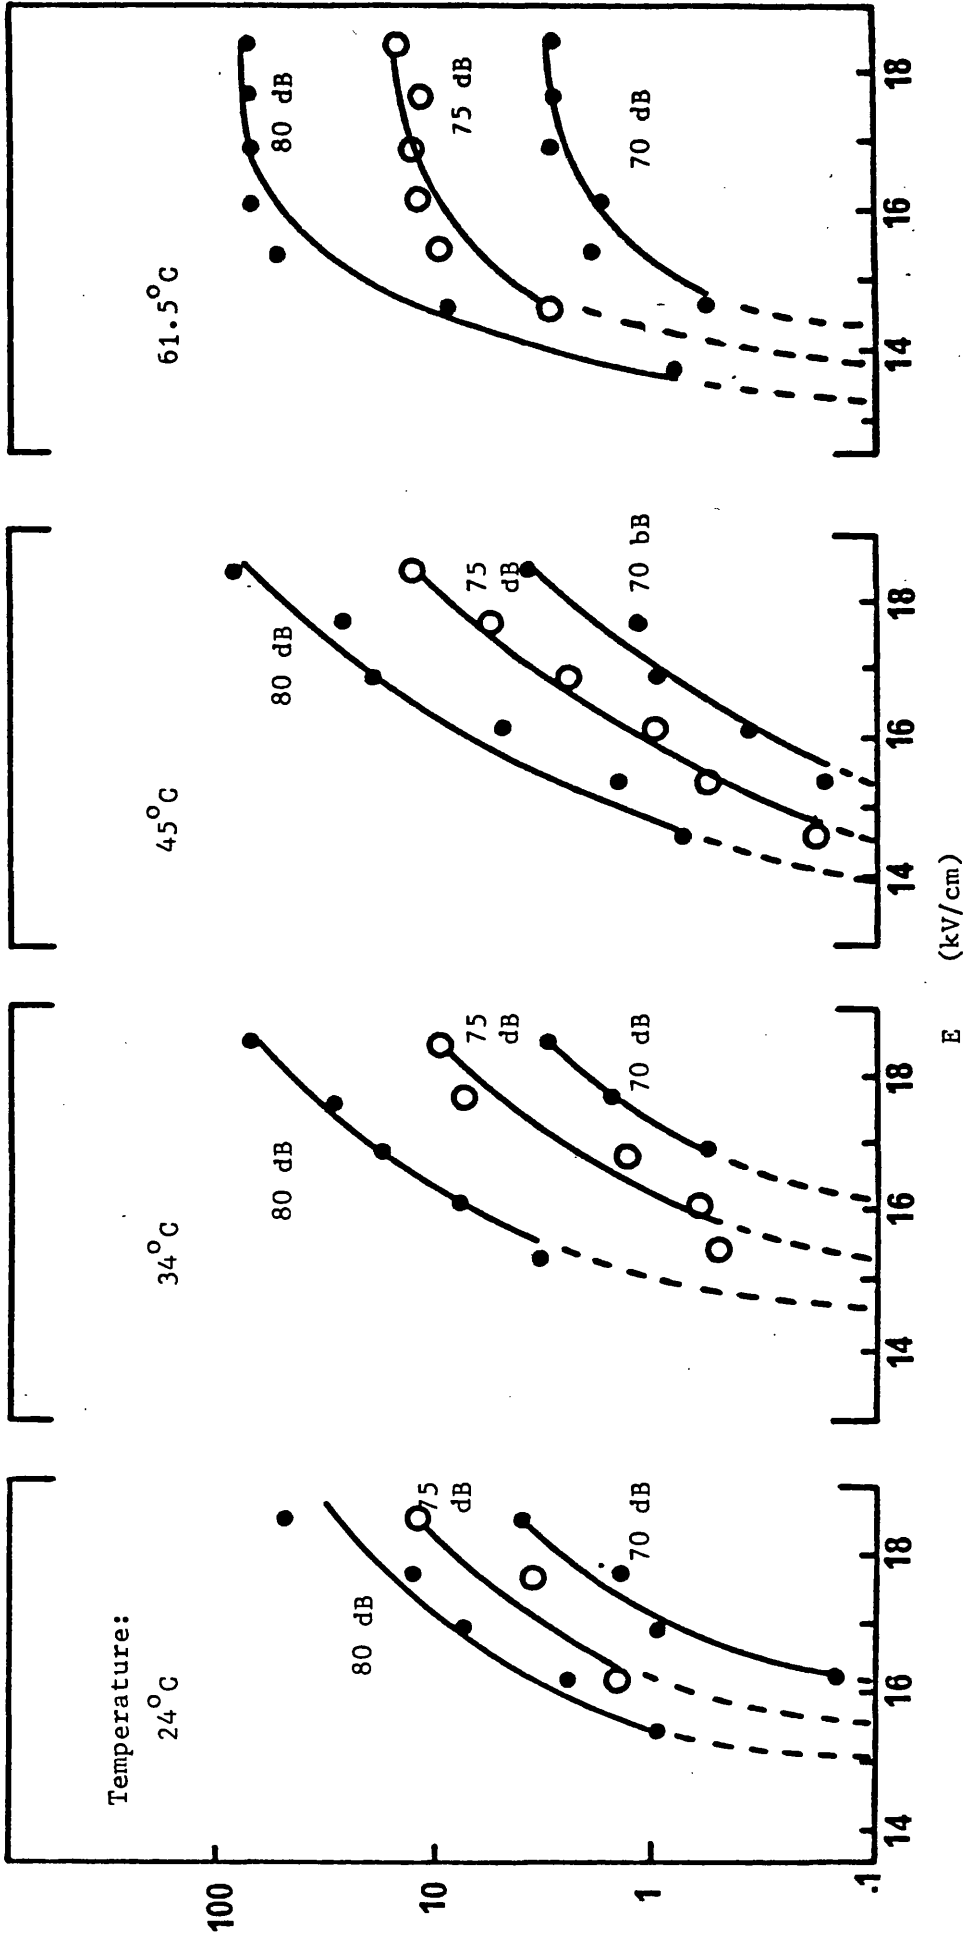 Temperature:
24°C
34°C
45°C
61.5°C
80 dB
75
dB
70 dB
80 dB
75
dB
70 dB
80 dB
75
dB
70 bB
80 dB
75 dB
70 dB
100
10
1
.1
14
16
18
14
16
18
14
16
18
14
16
18
E (kV/cm)